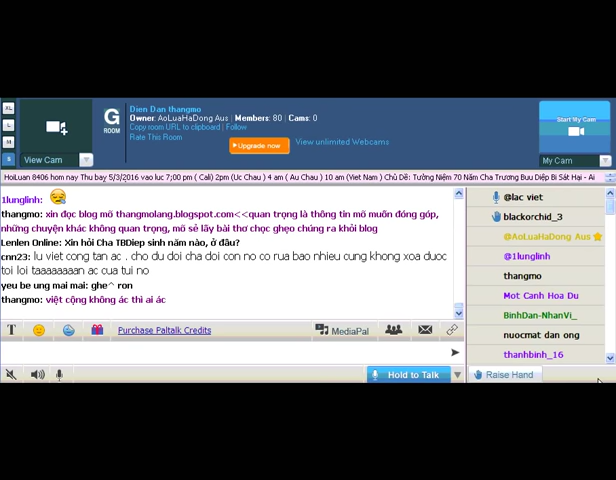 XL
L
M
S
View Cam
G
ROOM
Dien Dan thangmo
Owner: AoLuaHaDong Aus | Members: 80 | Cams: 0
Copy room URL to clipboard | Follow
Rate This Room
Upgrade now
View unlimited Webcams
Start My Cam
My Cam
HoiLuan 8406 hom nay Thu bay 5/3/2016 vao luc 7;00 pm ( Cali) 2pm (Uc Chau ) 4 am ( Au Chau ) 10 am (Viet Nam ) Chủ Đề: Tường Niệm 70 Năm Cha Trương Buu Diệp Bi Sát Hại - Ai
1lunglinh:
thangmo: xin đọc blog mõ thangmolang.blogspot.com<<quan trọng là thông tin mõ muốn đóng góp,
những chuyện khác không quan trọng, mõ sẽ lấy bài thơ chọc ghẹo chúng ra khỏi blog
Lenlen Online: Xin hỏi Cha TBDiep sinh năm nào, ở đâu?
cnn23: lu viet cong tan ac . cho du doi cha doi con no co rua bao nhieu cung khong xoa duoc
toi loi taaaaaaaan ac cua tui no
yeu be ung mai mai: ghe^ ron
thangmo: việt cộng không ác thì ai ác
T
Purchase Paltalk Credits
MediaPal
Hold to Talk
@lac viet
blackorchid_3
@AoLuaHaDong Aus
@1lunglinh
thangmo
Mot Canh Hoa Du
BinhDan-NhanVi_
nuocmat dan ong
thanhbinh_16
Raise Hand